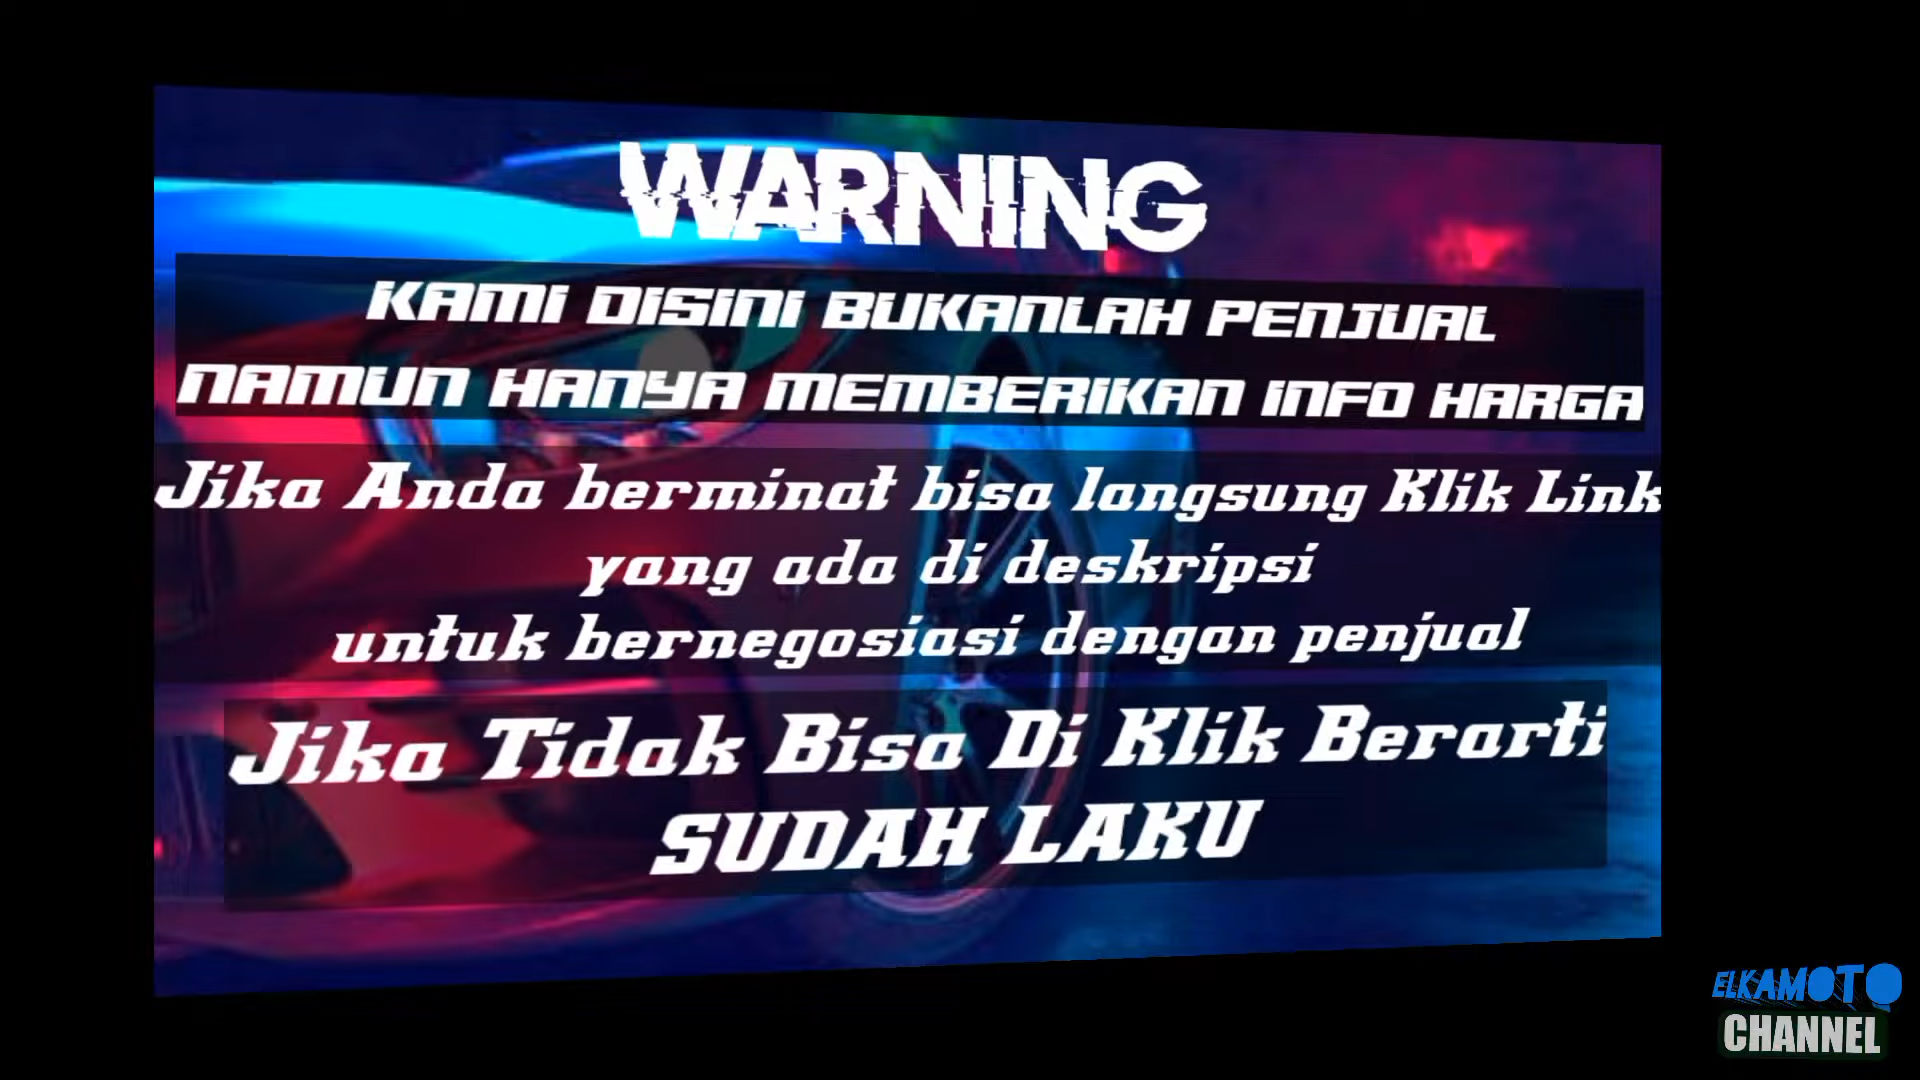 WARNING
KAMI DISINI BUKANLAH PENJUAL
NAMUN HANYA MEMBERIKAN INFO HARGA
Jika Anda berminat bisa langsung Klik Link
yang ada di deskripsi
untuk bernegosiasi dengan penjual
Jika Tidak Bisa Di Klik Berarti
SUDAH LAKU
ELKAMOTO
CHANNEL